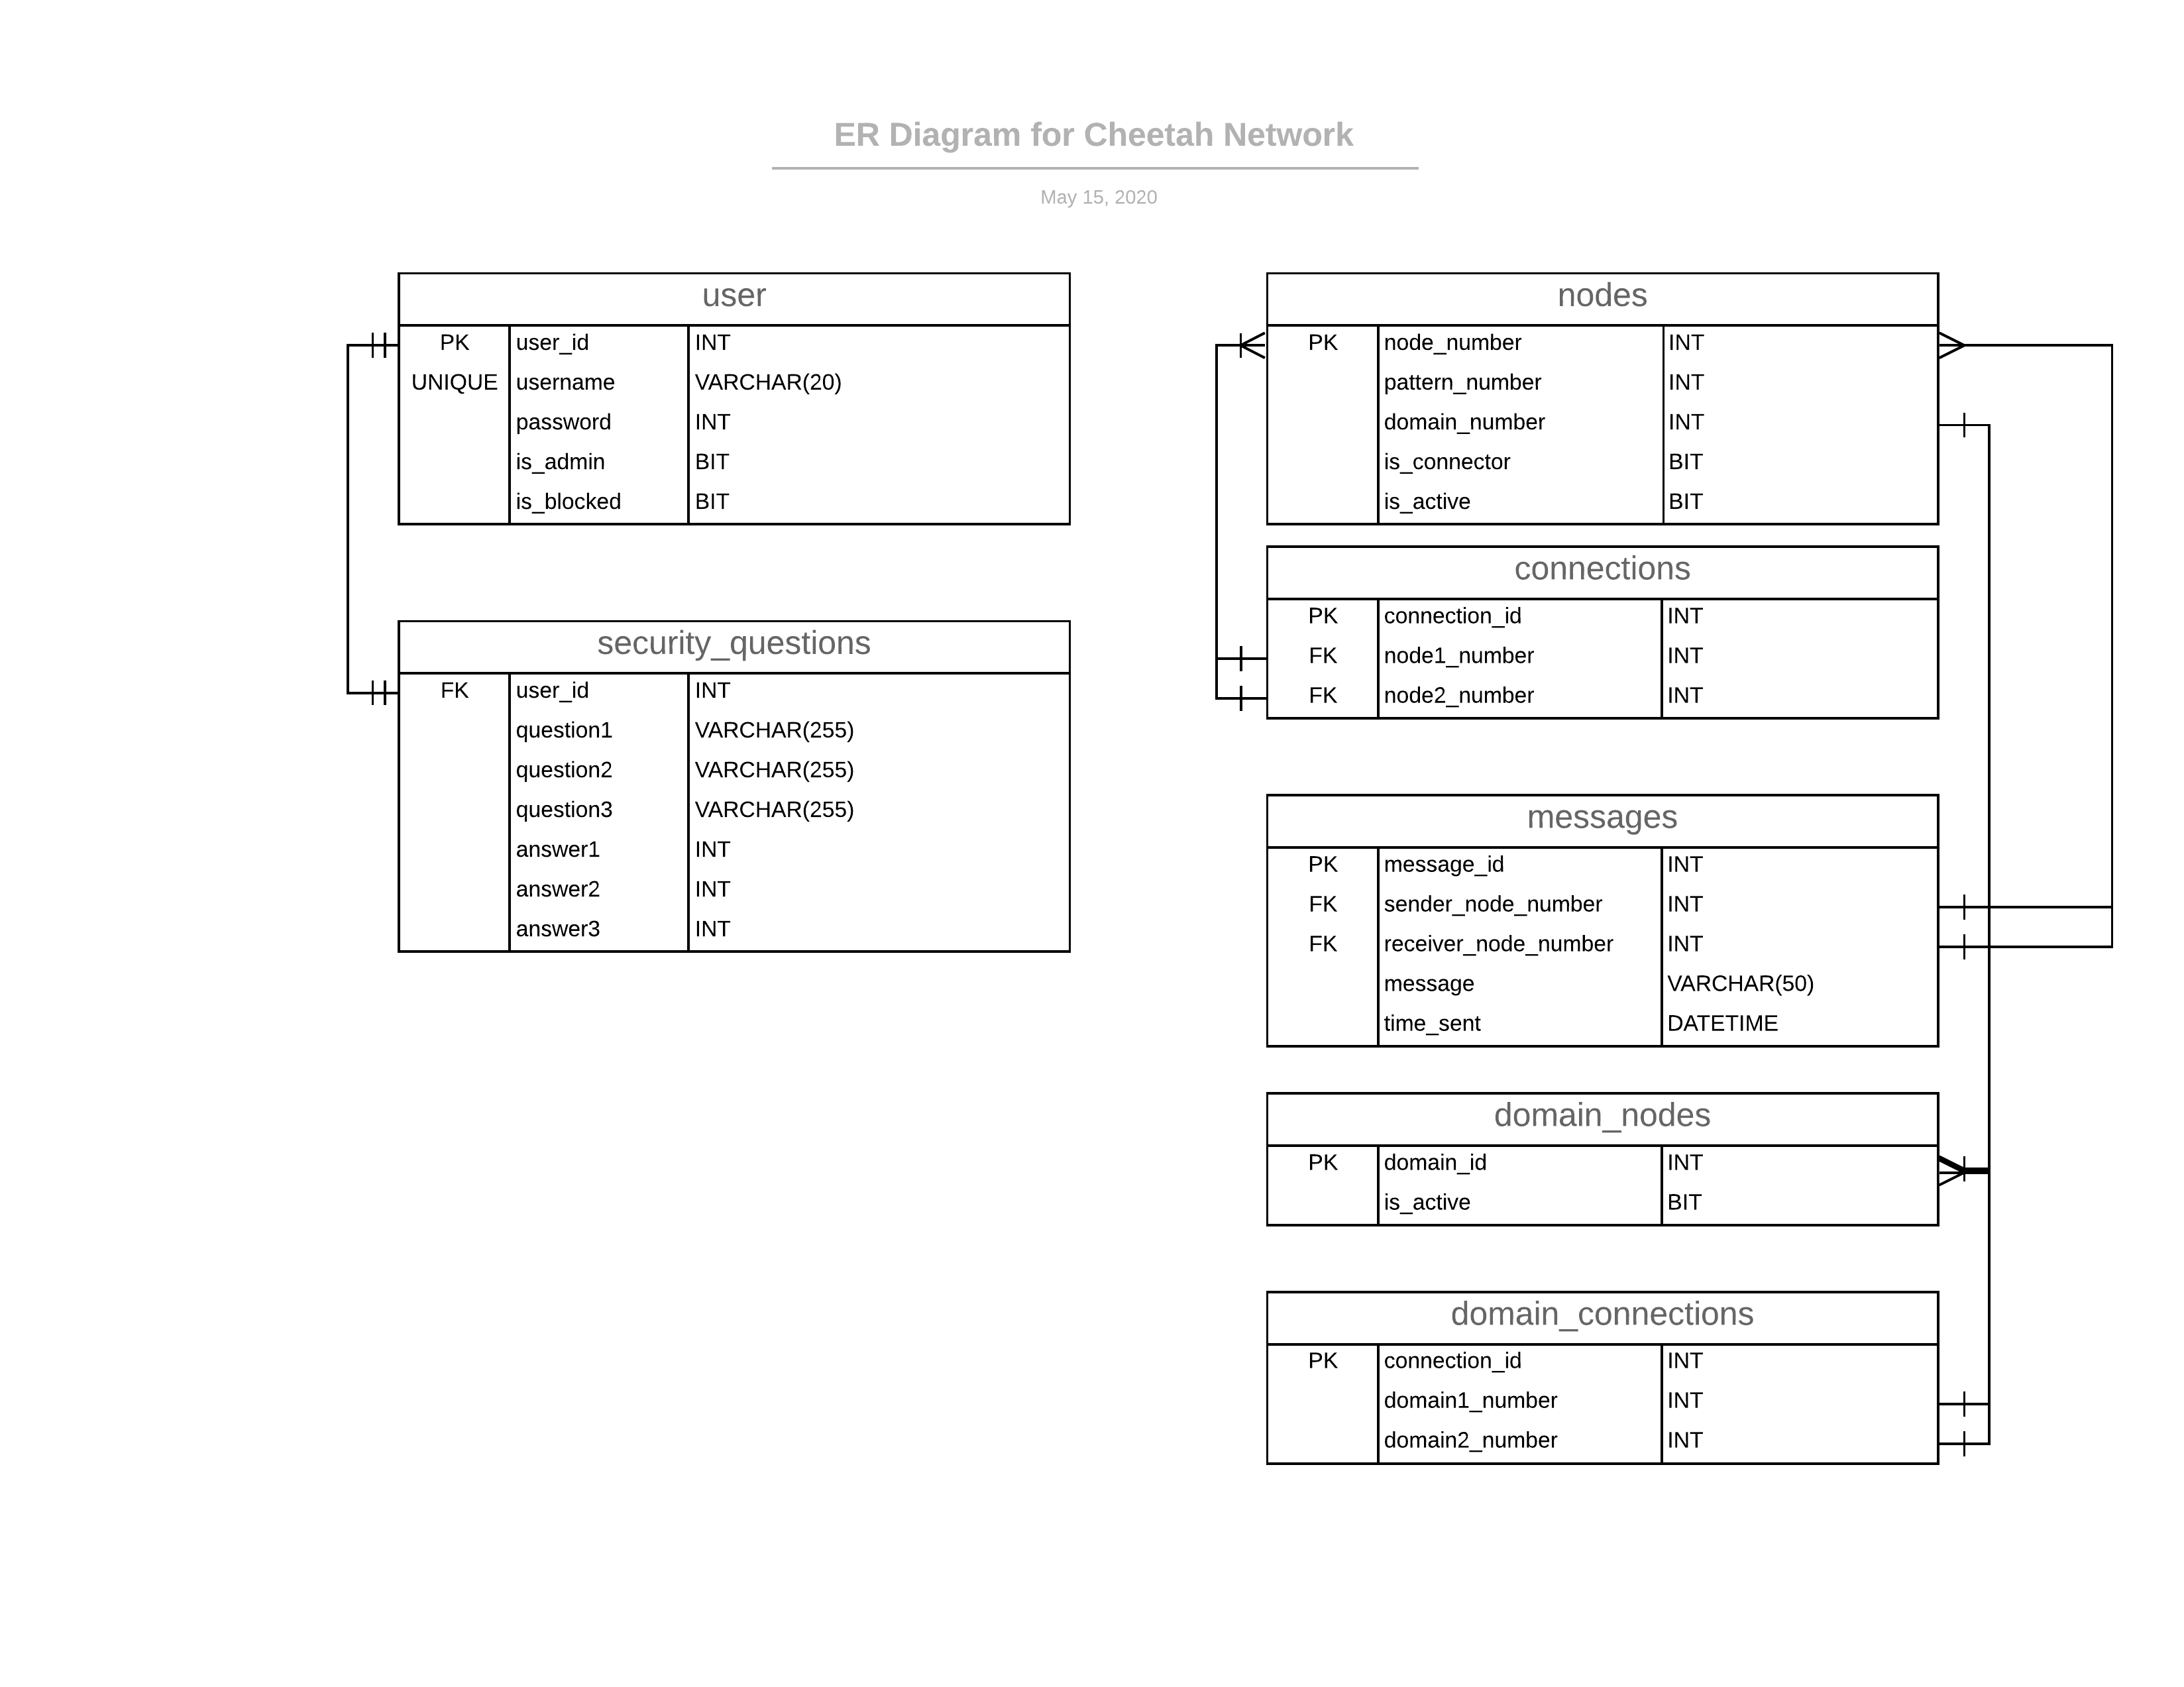 ER Diagram for Cheetah Network
May 15, 2020
user
PK user_id INT
UNIQUE username VARCHAR(20)
password INT
is_admin BIT
is_blocked BIT
security_questions
FK user_id INT
question1 VARCHAR(255)
question2 VARCHAR(255)
question3 VARCHAR(255)
answer1 INT
answer2 INT
answer3 INT
nodes
PK node_number INT
pattern_number INT
domain_number INT
is_connector BIT
is_active BIT
connections
PK connection_id INT
FK node1_number INT
FK node2_number INT
messages
PK message_id INT
FK sender_node_number INT
FK receiver_node_number INT
message VARCHAR(50)
time_sent DATETIME
domain_nodes
PK domain_id INT
is_active BIT
domain_connections
PK connection_id INT
domain1_number INT
domain2_number INT